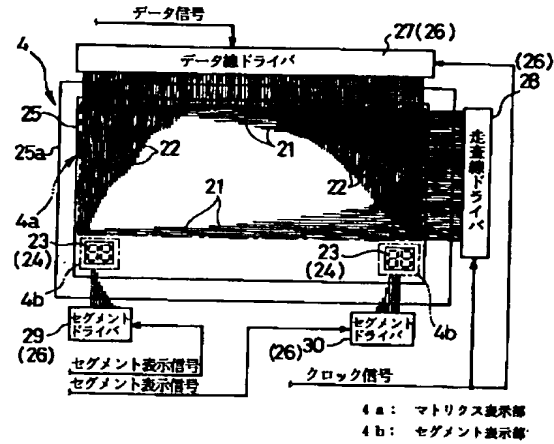 データ信号
27(26)
データ線ドライバ
4
(26)
28
25
25a
22
21
22
走査線ドライバ
4a
21
23
(24)
23
(24)
4b
4b
29
(26)
セグメント
ドライバ
セグメント
ドライバ
(26)30
セグメント表示信号
セグメント表示信号
クロック信号
4a： マトリクス表示部
4b： セグメント表示部